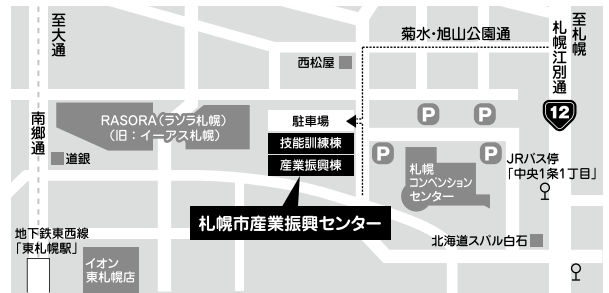 至大通
菊水・旭山公園通
至札幌
札幌江別通
西松屋
12
南郷通
RASORA(ラソラ札幌)
(旧:イーアス札幌)
駐車場
P
P
技能訓練棟
産業振興棟
道銀
P
P
札幌
コンベンション
センター
JRバス停
「中央1条1丁目」
札幌市産業振興センター
地下鉄東西線
「東札幌駅」
イオン
東札幌店
北海道スバル白石